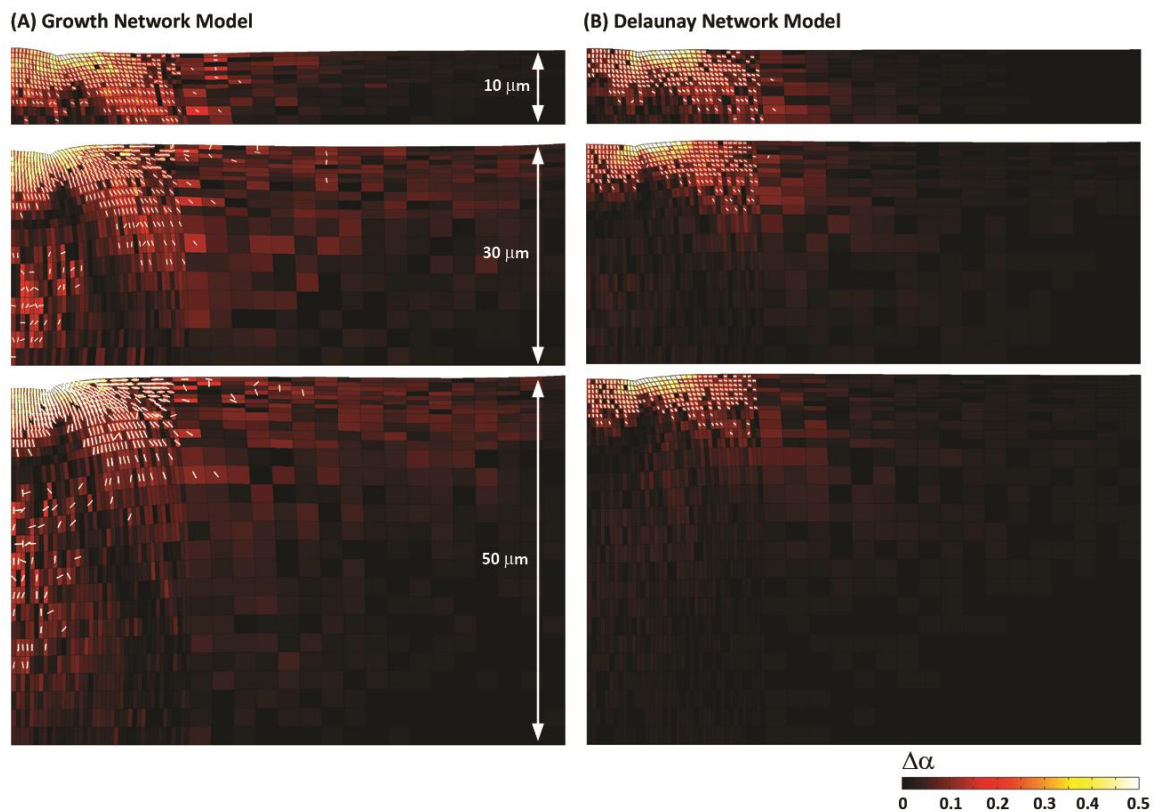 (A) Growth Network Model
(B) Delaunay Network Model
10 μm
30 μm
50 μm
Δα
0 0.1 0.2 0.3 0.4 0.5